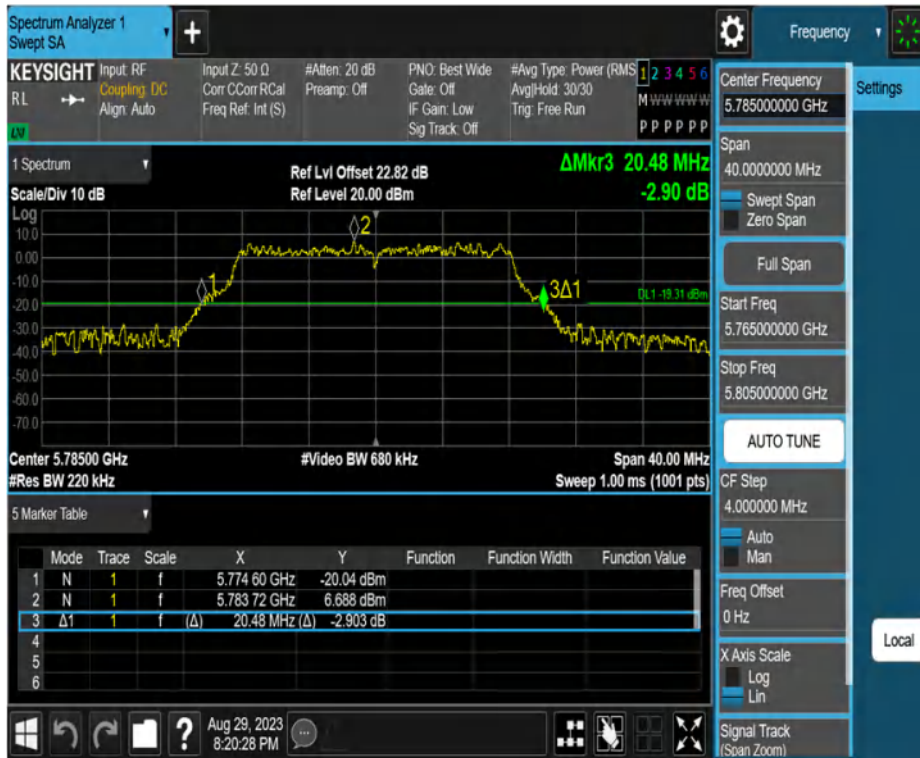 Spectrum Analyzer 1
Swept SA
+
Frequency
KEYSIGHT
RL
LNI
Input: RF
Coupling: DC
Align: Auto
Input Z: 50 Ω
Corr CCorr RCal
Freq Ref: Int (S)
#Atten: 20 dB
Preamp: Off
PNO: Best Wide
Gate: Off
IF Gain: Low
Sig Track: Off
#Avg Type: Power (RMS
Avg|Hold: 30/30
Trig: Free Run
1 2 3 4 5 6
M W W W W W
P P P P P P
1 Spectrum
Scale/Div 10 dB
Ref Lvl Offset 22.82 dB
Ref Level 20.00 dBm
ΔMkr3 20.48 MHz
-2.90 dB
Log
10.0
0.00
-10.0
-20.0
-30.0
-40.0
-50.0
-60.0
-70.0
1
2
3Δ1
DL1 -19.31 dBm
Center 5.78500 GHz
#Res BW 220 kHz
#Video BW 680 kHz
Span 40.00 MHz
Sweep 1.00 ms (1001 pts)
5 Marker Table
Mode Trace Scale X Y Function Function Width Function Value
1 N 1 f 5.774 60 GHz -20.04 dBm
2 N 1 f 5.783 72 GHz 6.688 dBm
3 Δ1 1 f (Δ) 20.48 MHz (Δ) -2.903 dB
4
5
6
?
Aug 29, 2023
8:20:28 PM
Center Frequency
5.785000000 GHz
Span
40.0000000 MHz
Swept Span
Zero Span
Full Span
Start Freq
5.765000000 GHz
Stop Freq
5.805000000 GHz
AUTO TUNE
CF Step
4.000000 MHz
Auto
Man
Freq Offset
0 Hz
X Axis Scale
Log
Lin
Signal Track
(Span Zoom)
Settings
Local